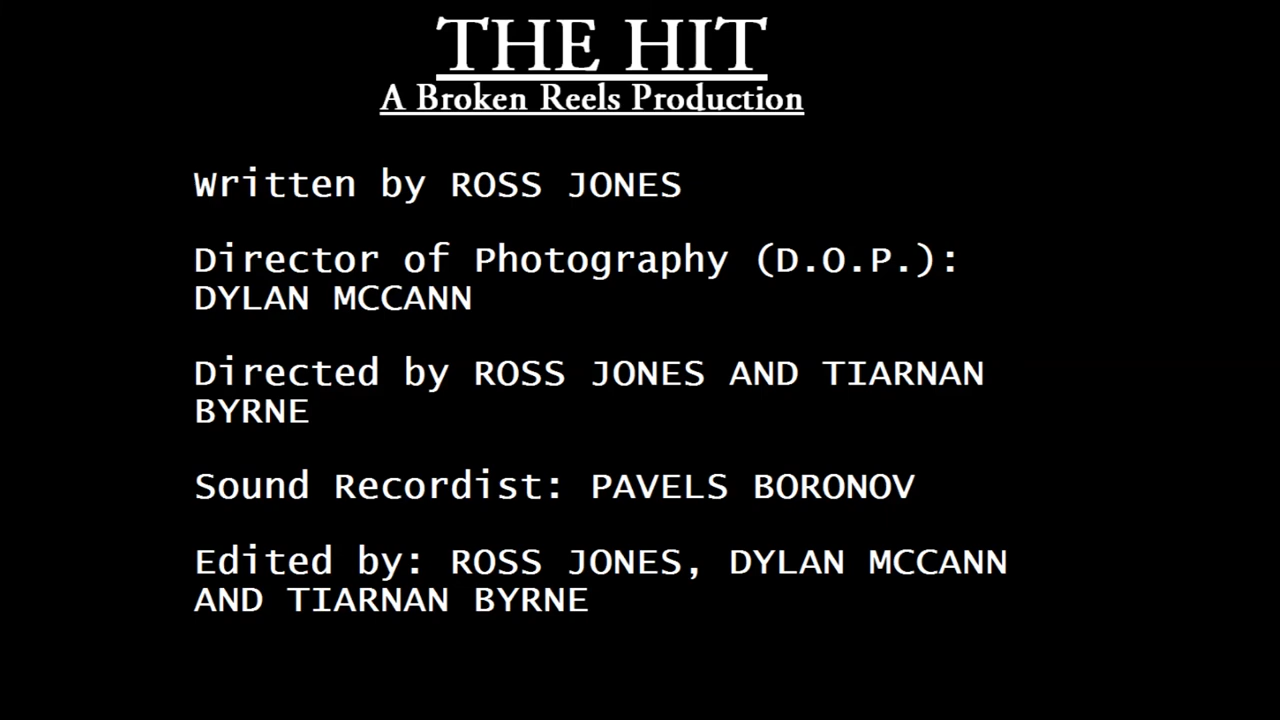 THE HIT
A Broken Reels Production
Written by ROSS JONES
Director of Photography (D.O.P.):
DYLAN MCCANN
Directed by ROSS JONES AND TIARNAN
BYRNE
Sound Recordist: PAVELS BORONOV
Edited by: ROSS JONES, DYLAN MCCANN
AND TIARNAN BYRNE